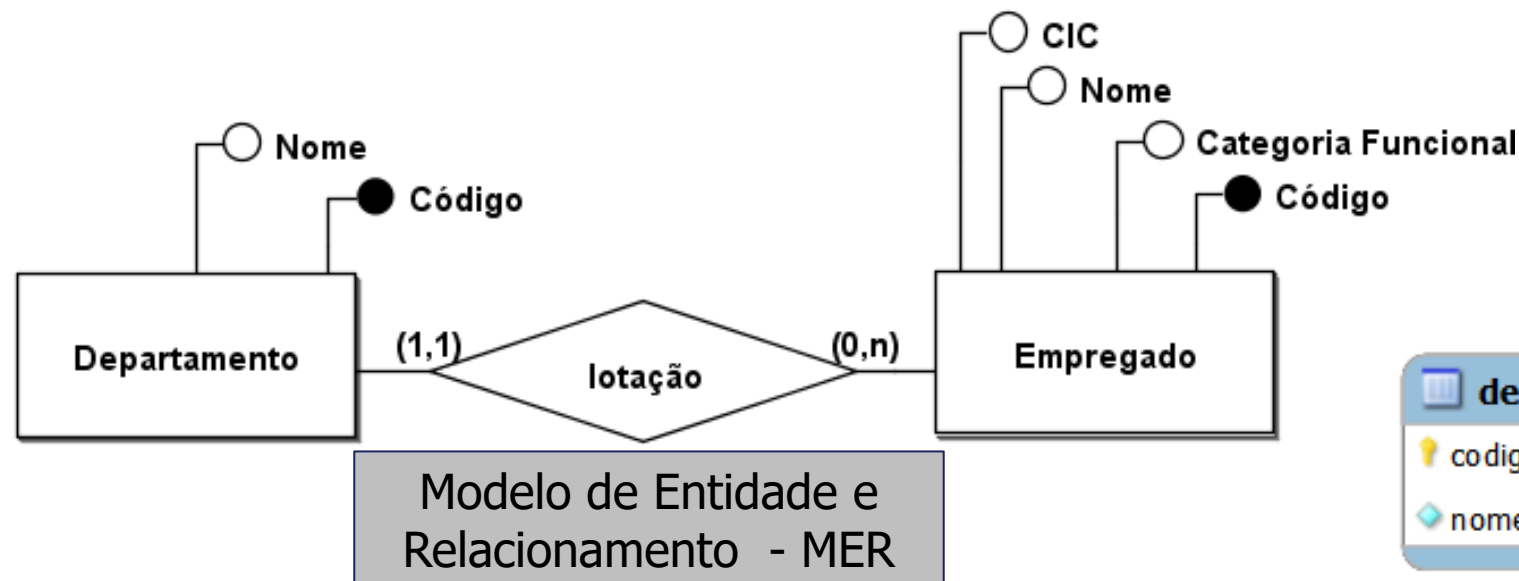 CIC
Nome
Categoria Funcional
Código
Nome
Código
Departamento
(1,1)
lotação
(0,n)
Empregado
Modelo de Entidade e
Relacionamento - MER